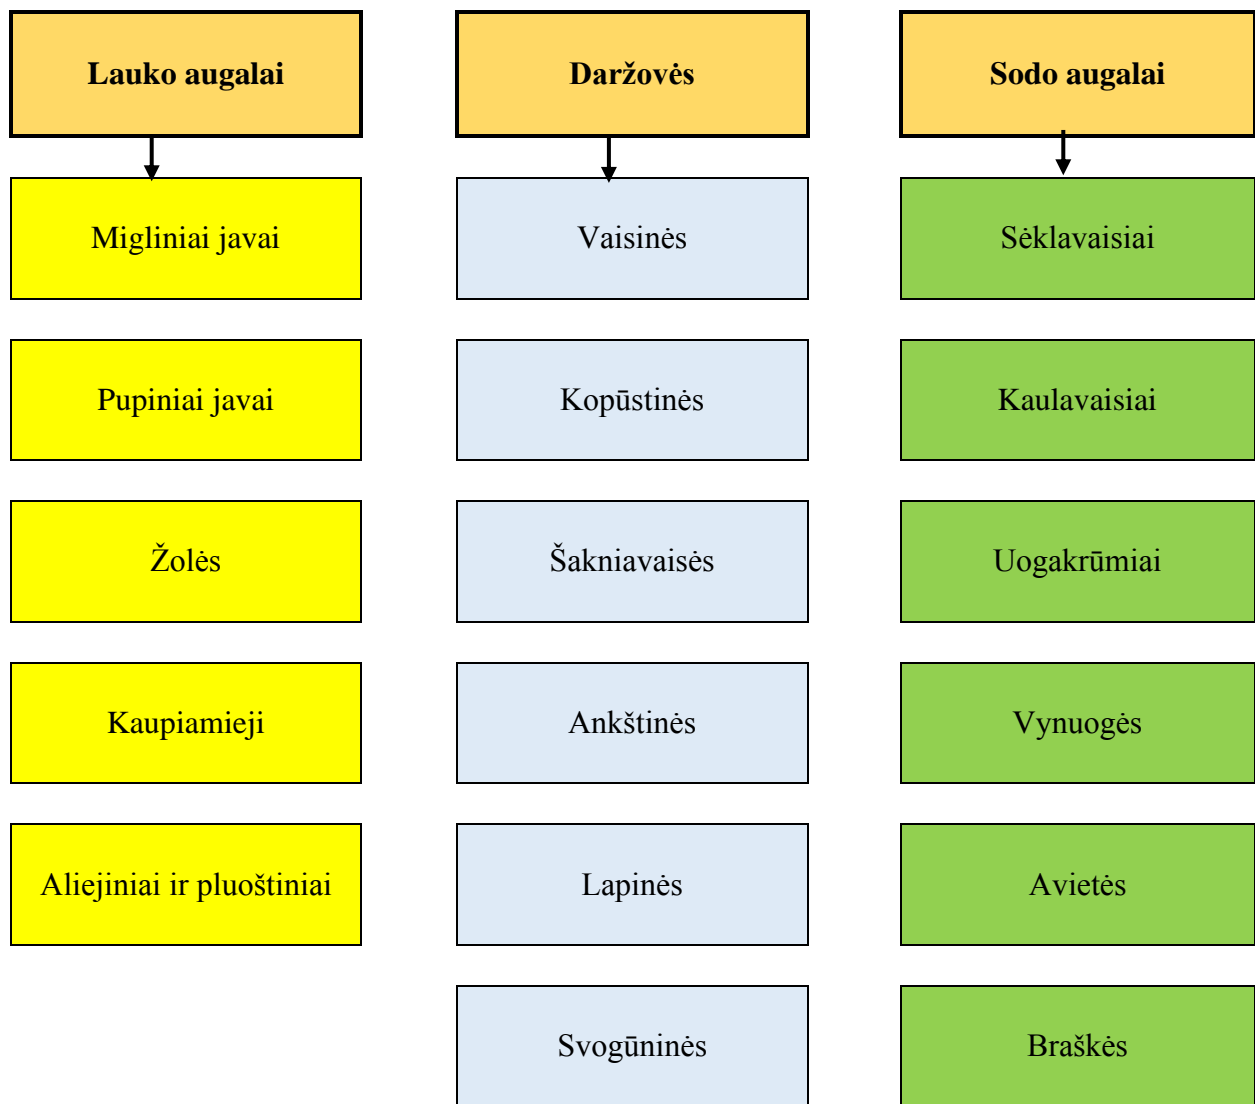 Lauko augalai
Migliniai javai
Pupiniai javai
Žolės
Kaupiamieji
Aliejiniai ir pluoštiniai
Daržovės
Vaisinės
Kopūstinės
Šakniavaisės
Ankštinės
Lapinės
Svogūninės
Sodo augalai
Sėklavaisiai
Kaulavaisiai
Uogakrūmiai
Vynuogės
Avietės
Braškės